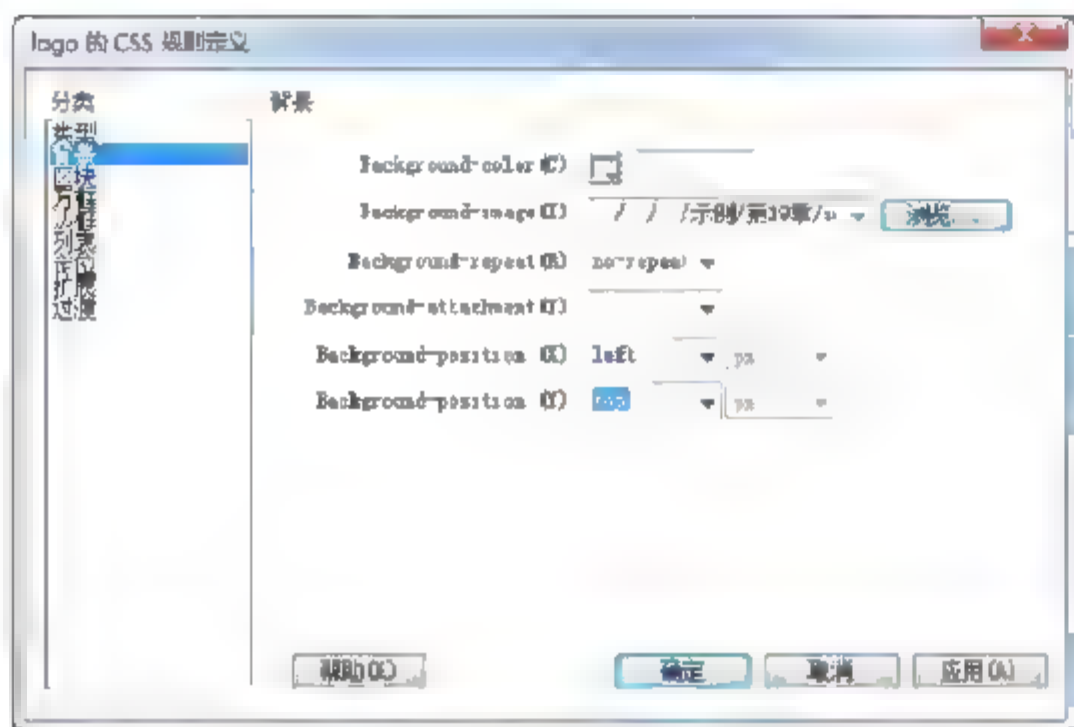 logo 的 CSS 规则定义
分类
背景
类型
背景
区块
方框
边框
列表
定位
扩展
过渡
Background-color(C)
Background-image(I) / / /示例/第19章/ 浏览...
Background-repeat(R) no-repeat
Background-attachment(T)
Background-position (X) left px
Background-position (Y) top px
帮助(K) 确定 取消 应用(A)